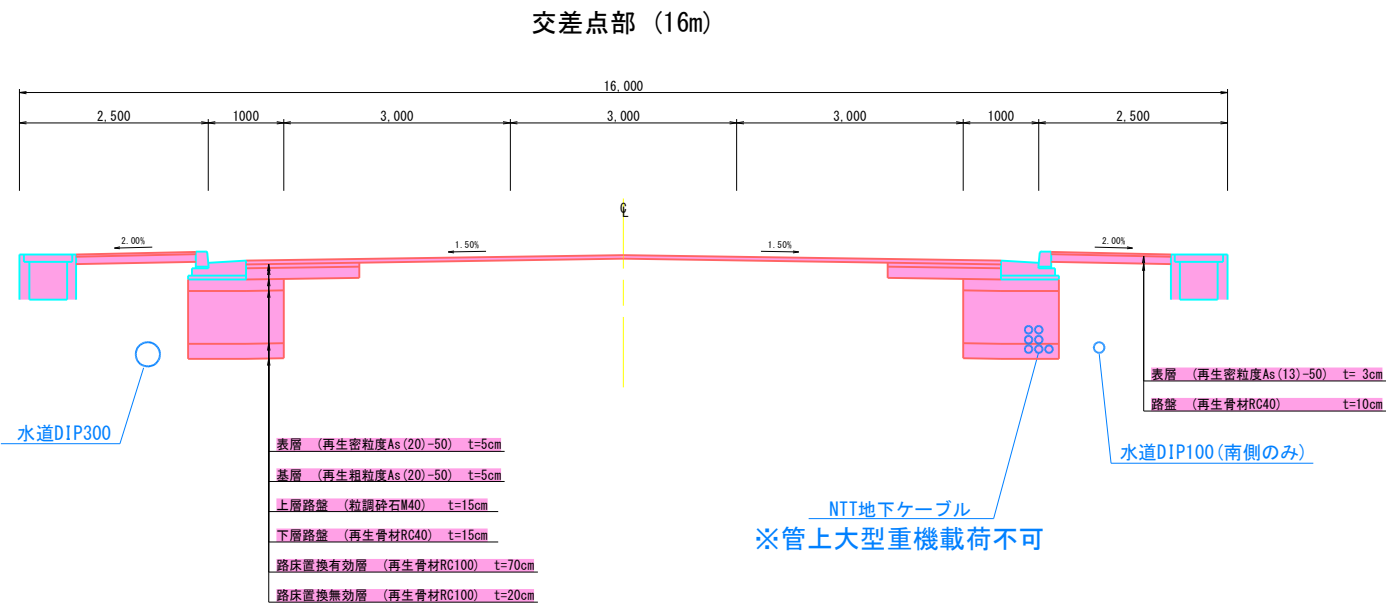 交差点部 (16m)
16,000
2,500 1000 3,000 3,000 3,000 1000 2,500
℄
2.00% 1.50% 1.50% 2.00%
表層 (再生密粒度As(13)-50) t= 3cm
路盤 (再生骨材RC40) t=10cm
水道DIP300
水道DIP100(南側のみ)
表層 (再生密粒度As(20)-50) t=5cm
基層 (再生粗粒度As(20)-50) t=5cm
上層路盤 (粒調砕石M40) t=15cm
下層路盤 (再生骨材RC40) t=15cm
路床置換有効層 (再生骨材RC100) t=70cm
路床置換無効層 (再生骨材RC100) t=20cm
NTT地下ケーブル
※管上大型重機載荷不可